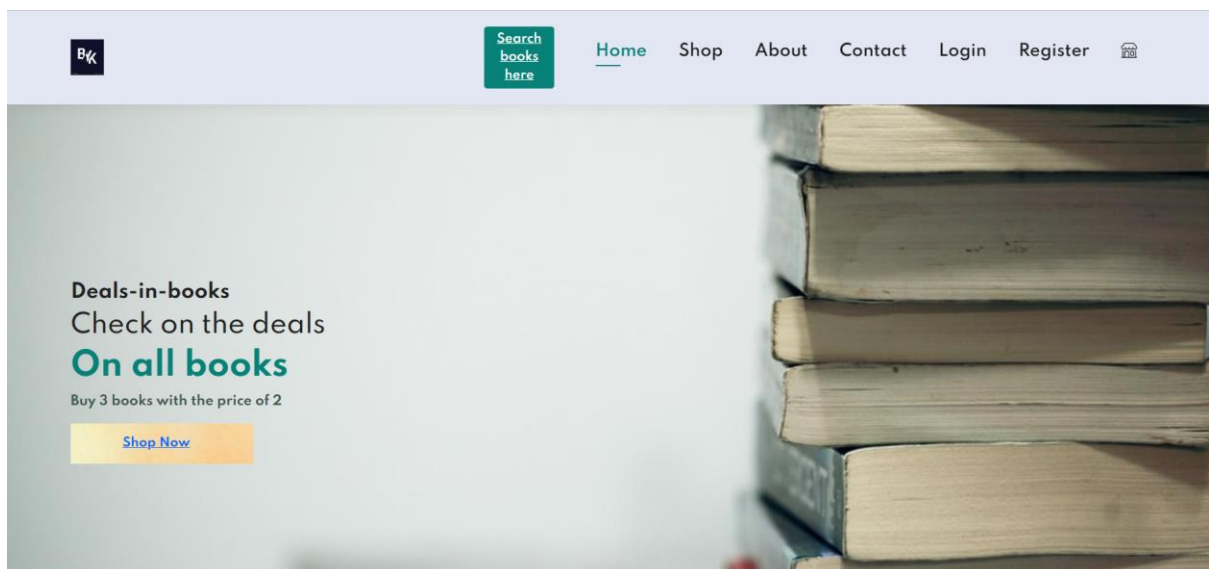 BK
Search
books
here
Home Shop About Contact Login Register
Deals-in-books
Check on the deals
On all books
Buy 3 books with the price of 2
Shop Now